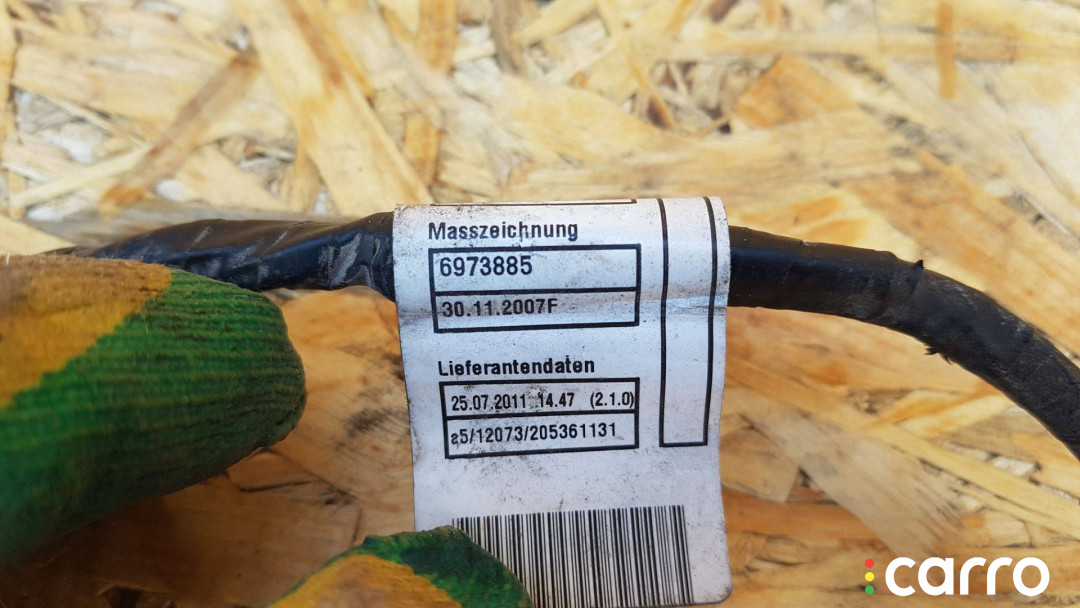 Masszeichnung
6973885
30.11.2007F
Lieferantendaten
25.07.2011 14.47 (2.1.0)
a5/12073/205361131
carro